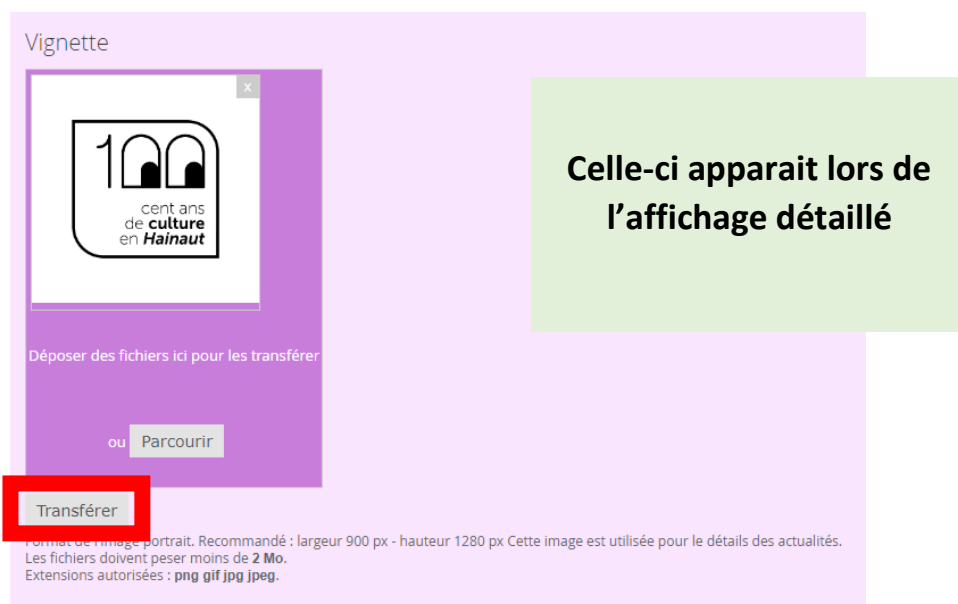 Vignette
x
100
cent ans
de culture
en Hainaut
Celle-ci apparait lors de
l’affichage détaillé
Déposer des fichiers ici pour les transférer
ou Parcourir
Transférer
Format de l'image portrait. Recommandé : largeur 900 px - hauteur 1280 px Cette image est utilisée pour le détails des actualités.
Les fichiers doivent peser moins de 2 Mo.
Extensions autorisées : png gif jpg jpeg.